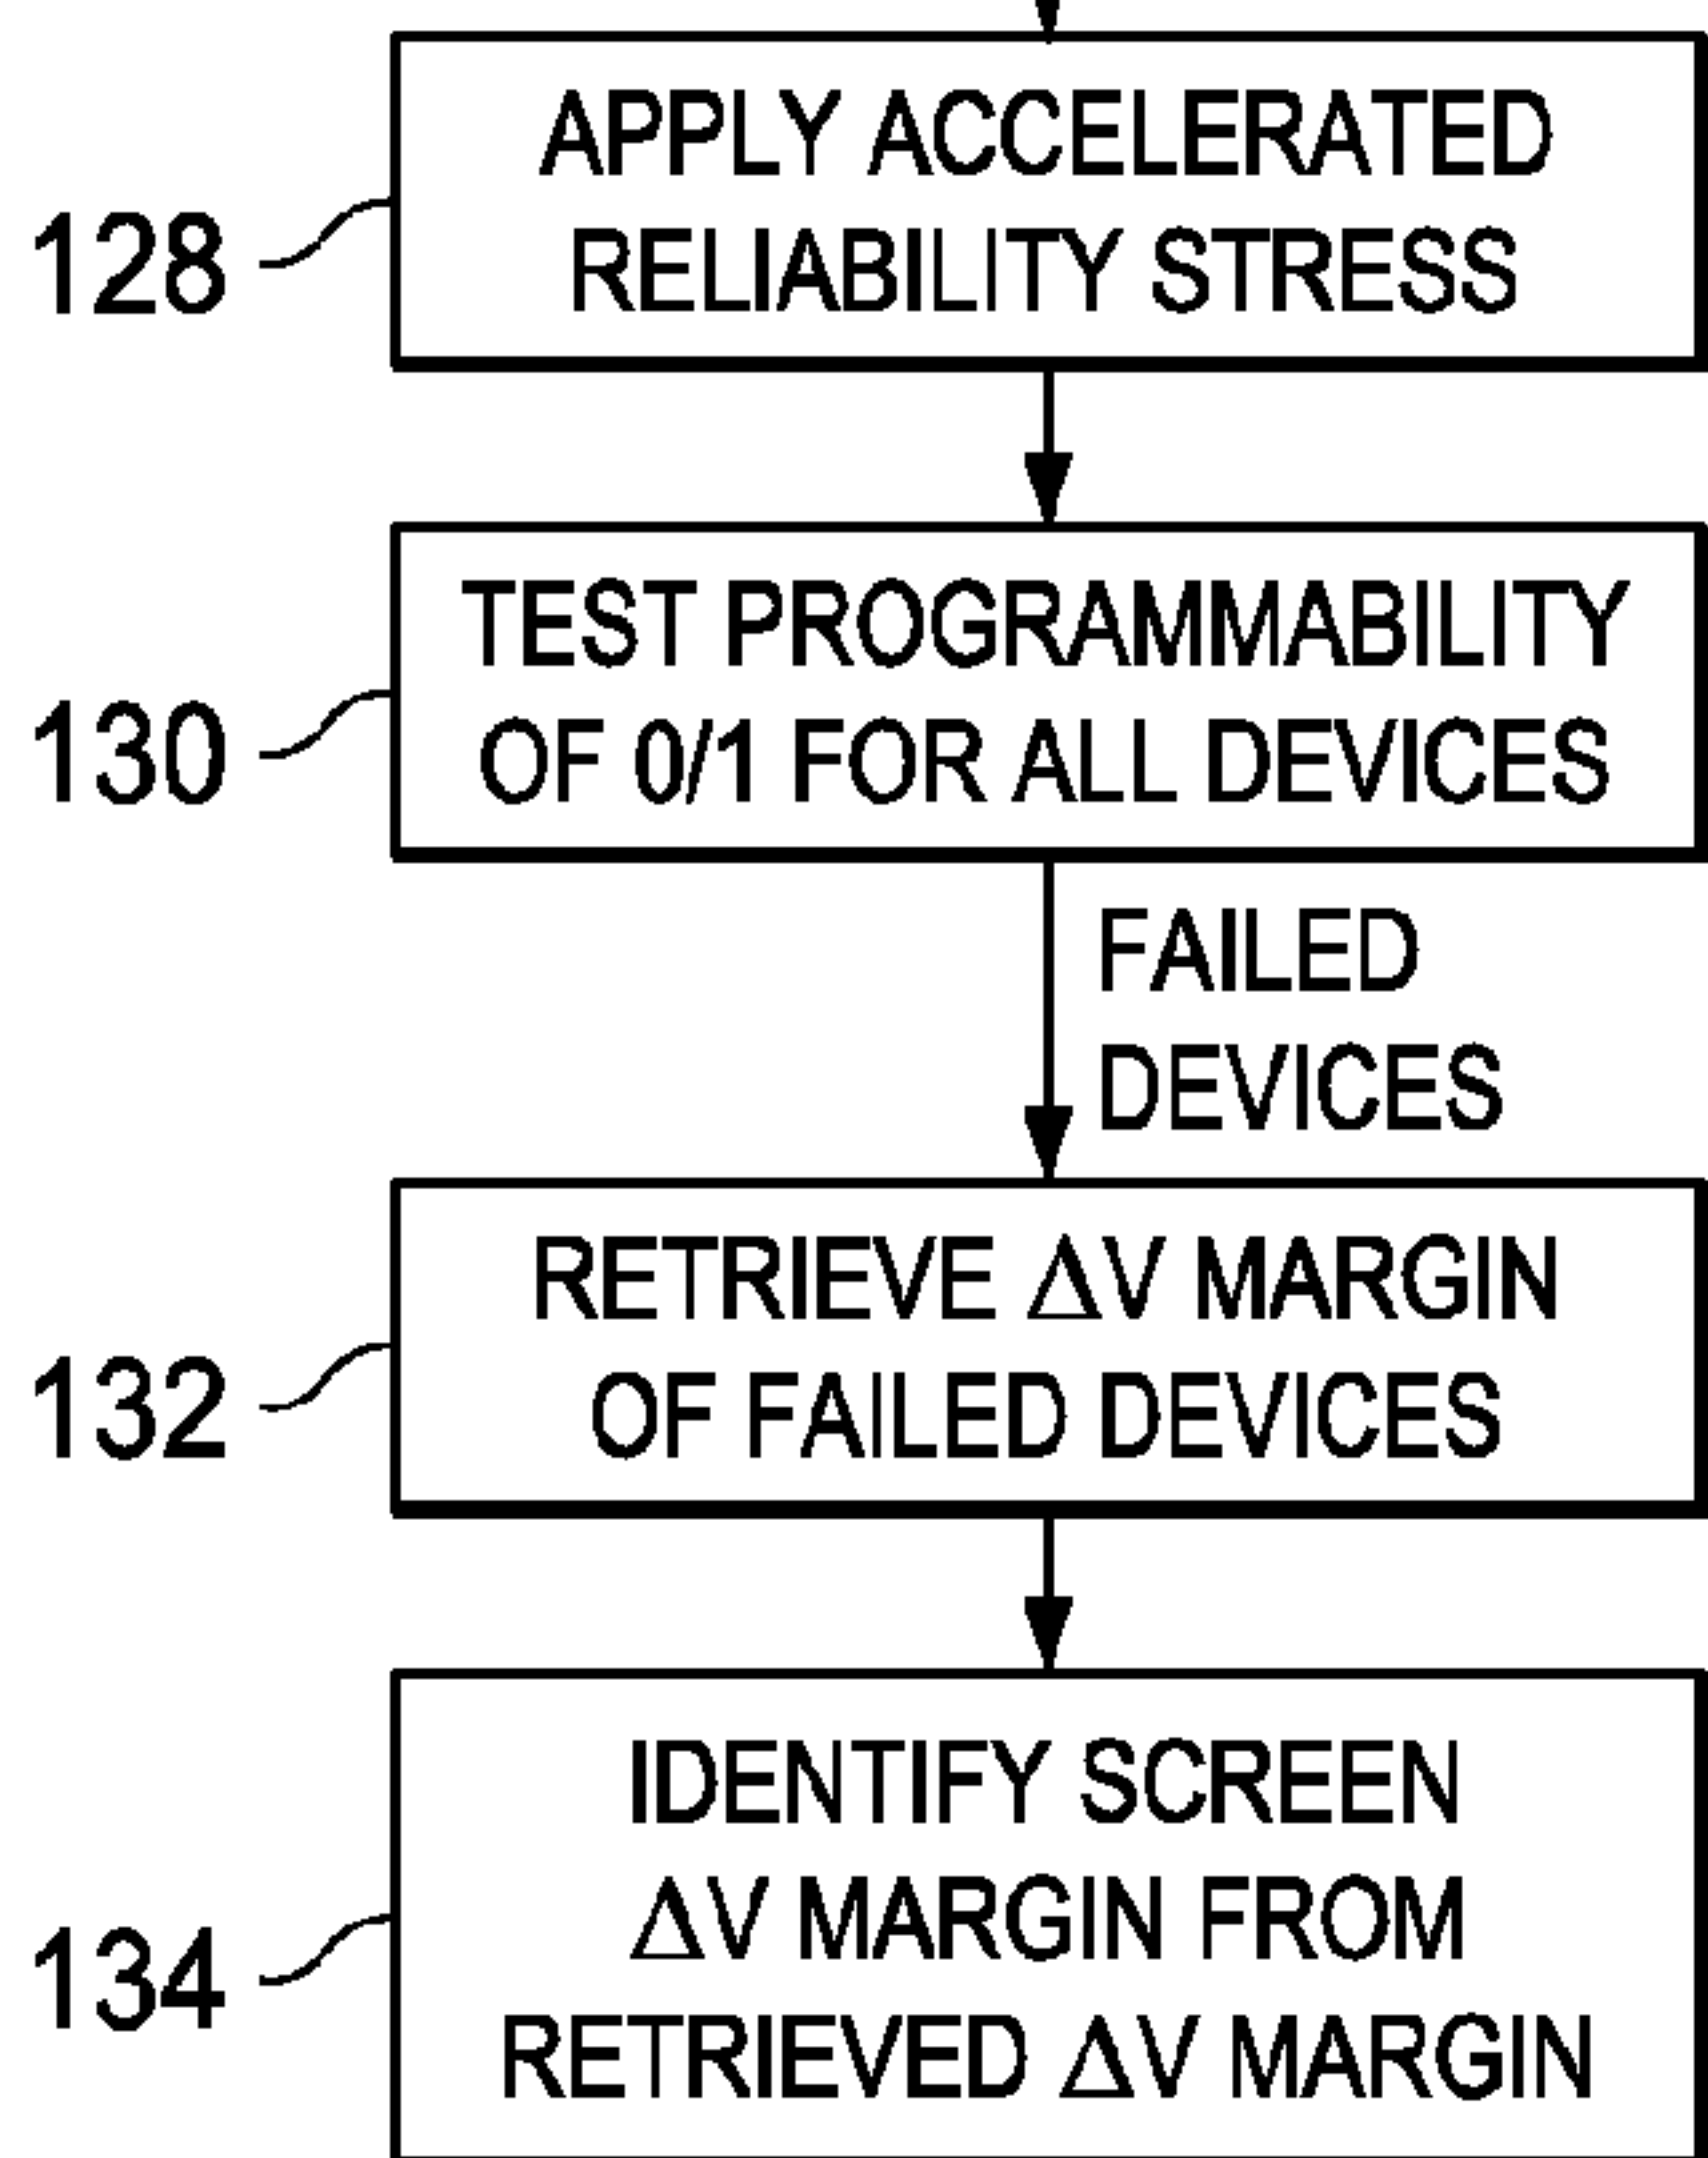 APPLY ACCELERATED
RELIABILITY STRESS
128
TEST PROGRAMMABILITY
OF 0/1 FOR ALL DEVICES
130
FAILED
DEVICES
RETRIEVE ΔV MARGIN
OF FAILED DEVICES
132
IDENTIFY SCREEN
ΔV MARGIN FROM
RETRIEVED ΔV MARGIN
134